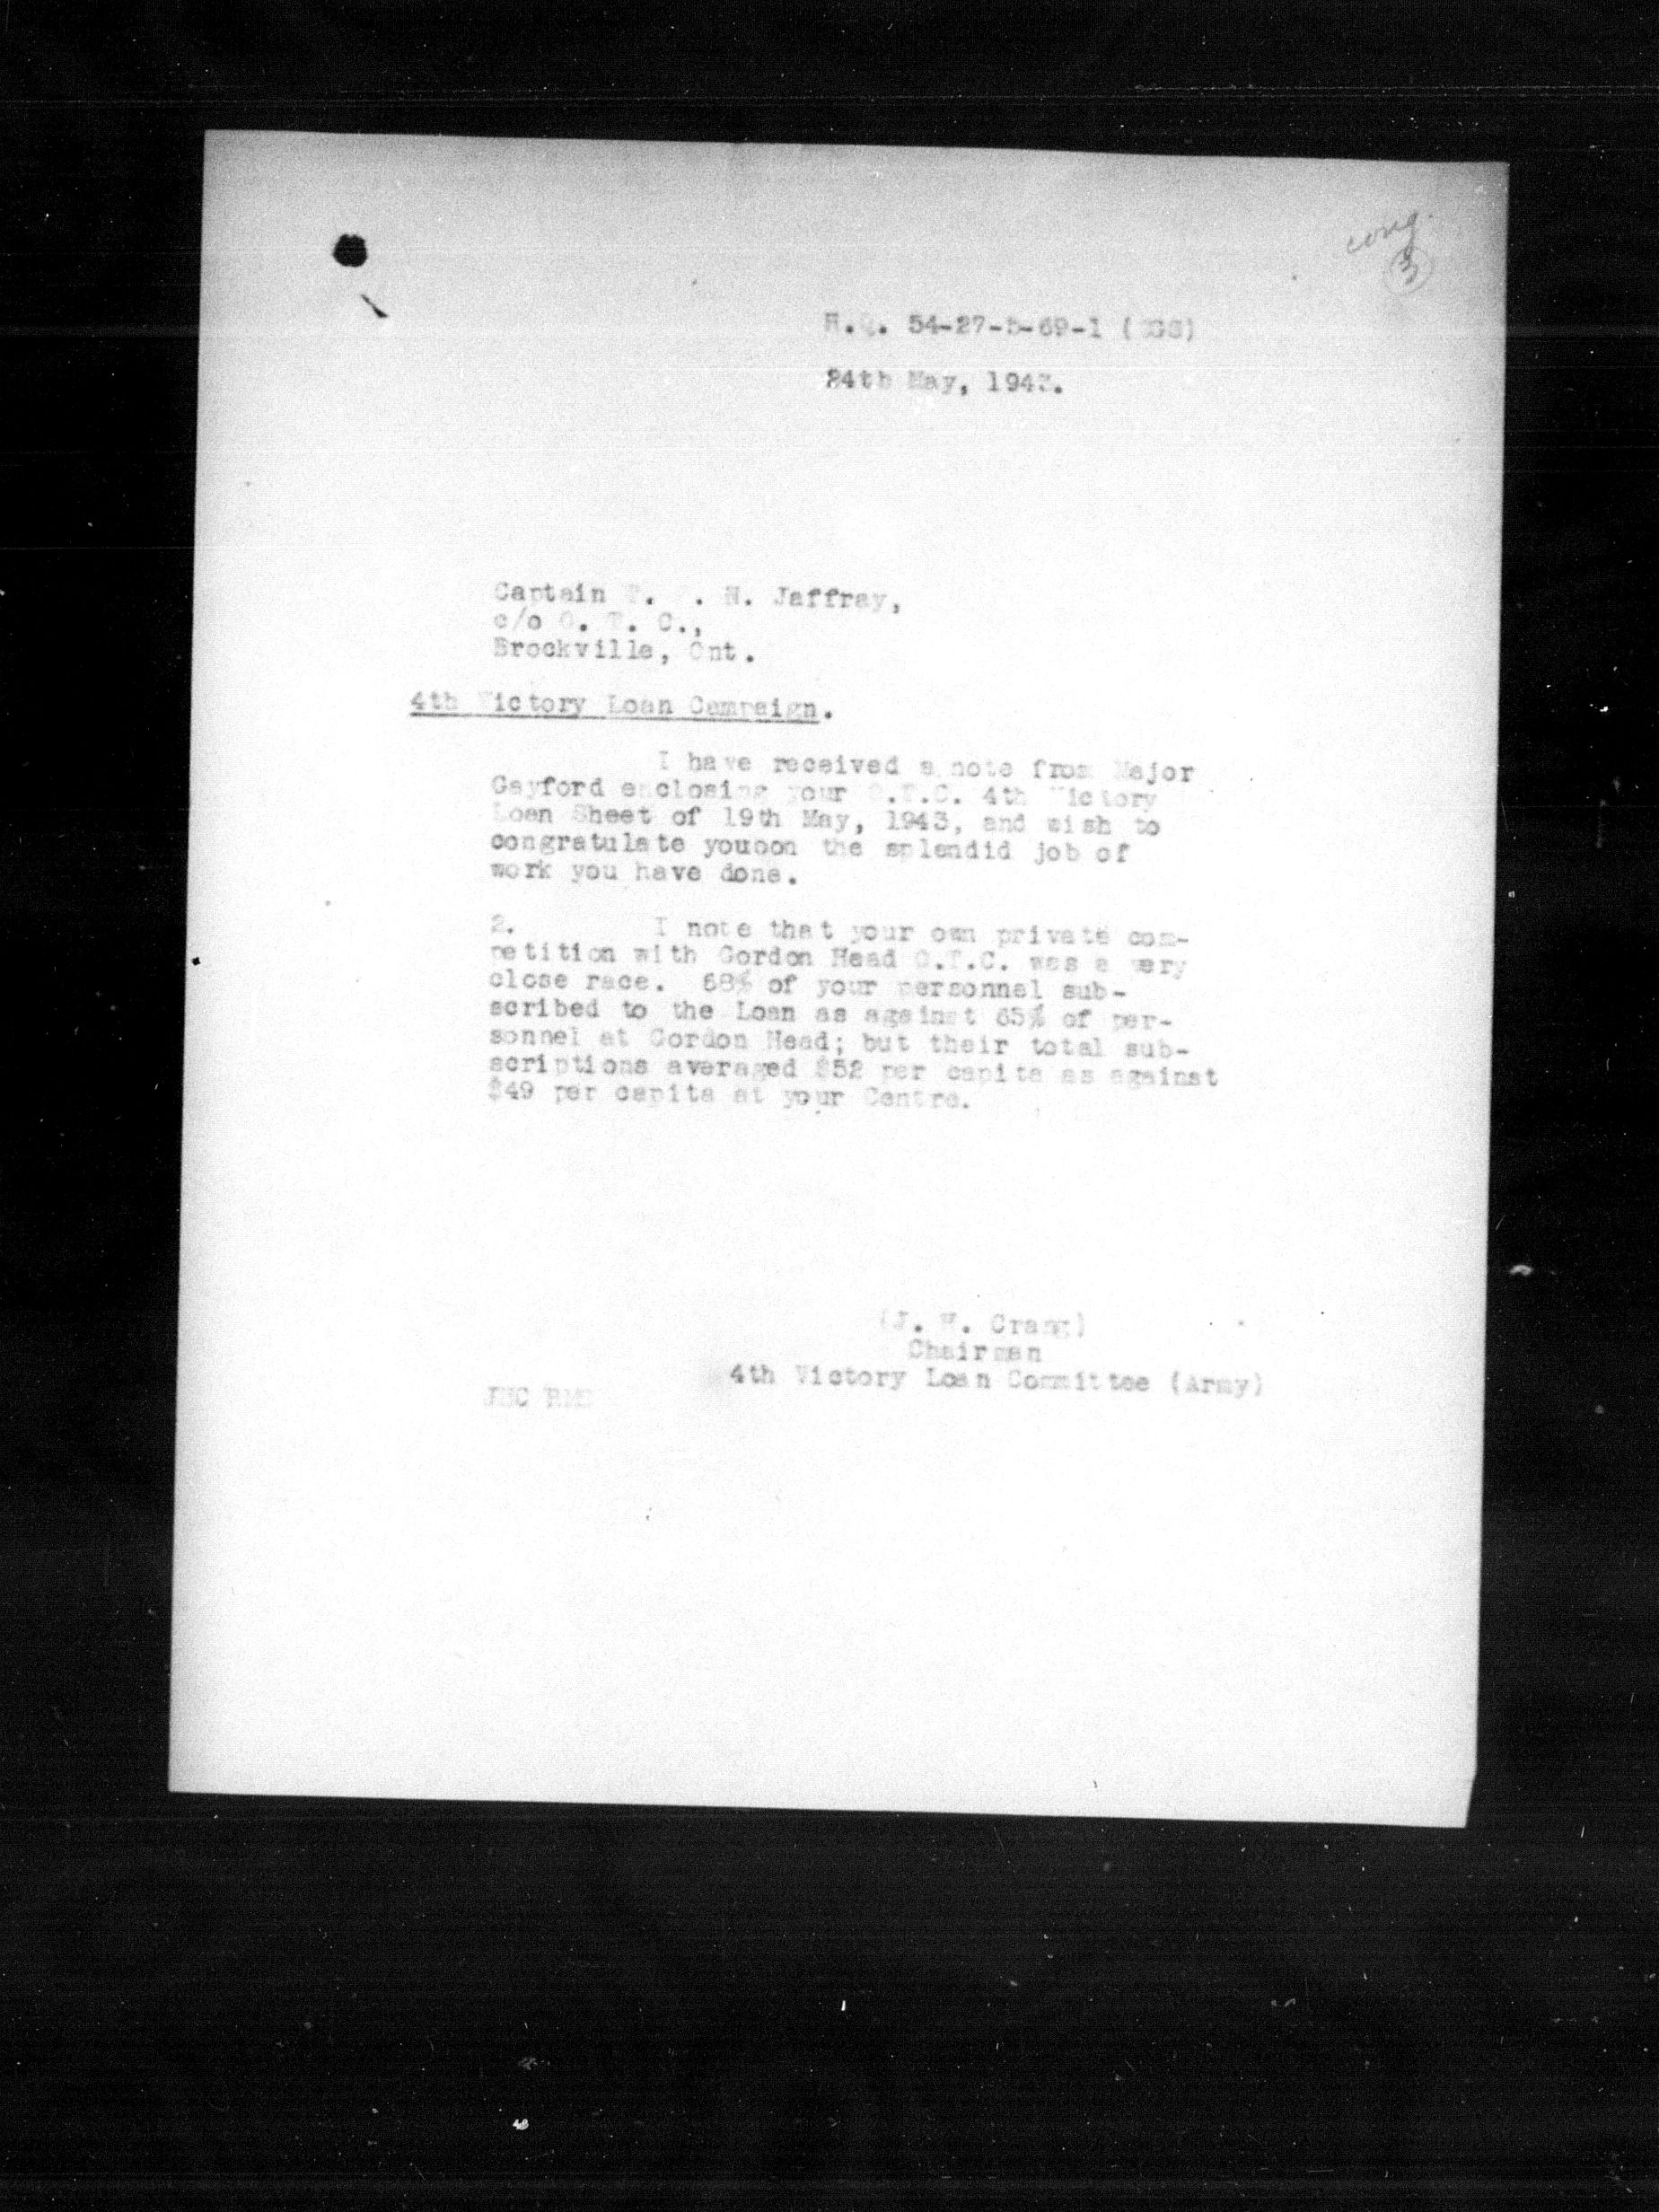 cong.
3
H.Q. 54-27-5-69-1 (
24th May, 1943.
Captain . . N. Jaffray,
c/o O. T. C.,
Brockville, Ont.
4th Victory Loan Campaign.
I have received a note from Major
Gayford enclosing your O.T.C. 4th Victory
Loan Sheet of 19th May, 1943, and wish to
congratulate youoon the splendid job of
work you have done.
2. I note that your own private com-
petition with Gordon Head O.T.C. was a very
close race. 68% of your personnel sub-
scribed to the Loan as against 65% of per-
sonnel at Gordon Head; but their total sub-
scriptions averaged $52 per capita as against
$49 per capita at your Centre.
(J. W. Crang)
Chairman
4th Victory Loan Committee (Army)